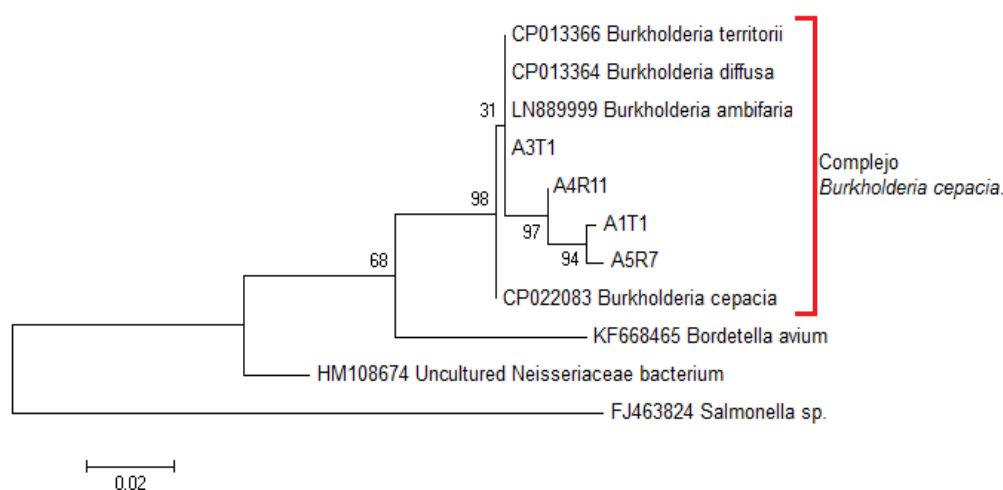 CP013366 Burkholderia territorii
CP013364 Burkholderia diffusa
31
LN889999 Burkholderia ambifaria
A3T1
Complejo
Burkholderia cepacia.
A4R11
98
A1T1
97
94
A5R7
68
CP022083 Burkholderia cepacia
KF668465 Bordetella avium
HM108674 Uncultured Neisseriaceae bacterium
FJ463824 Salmonella sp.
0.02